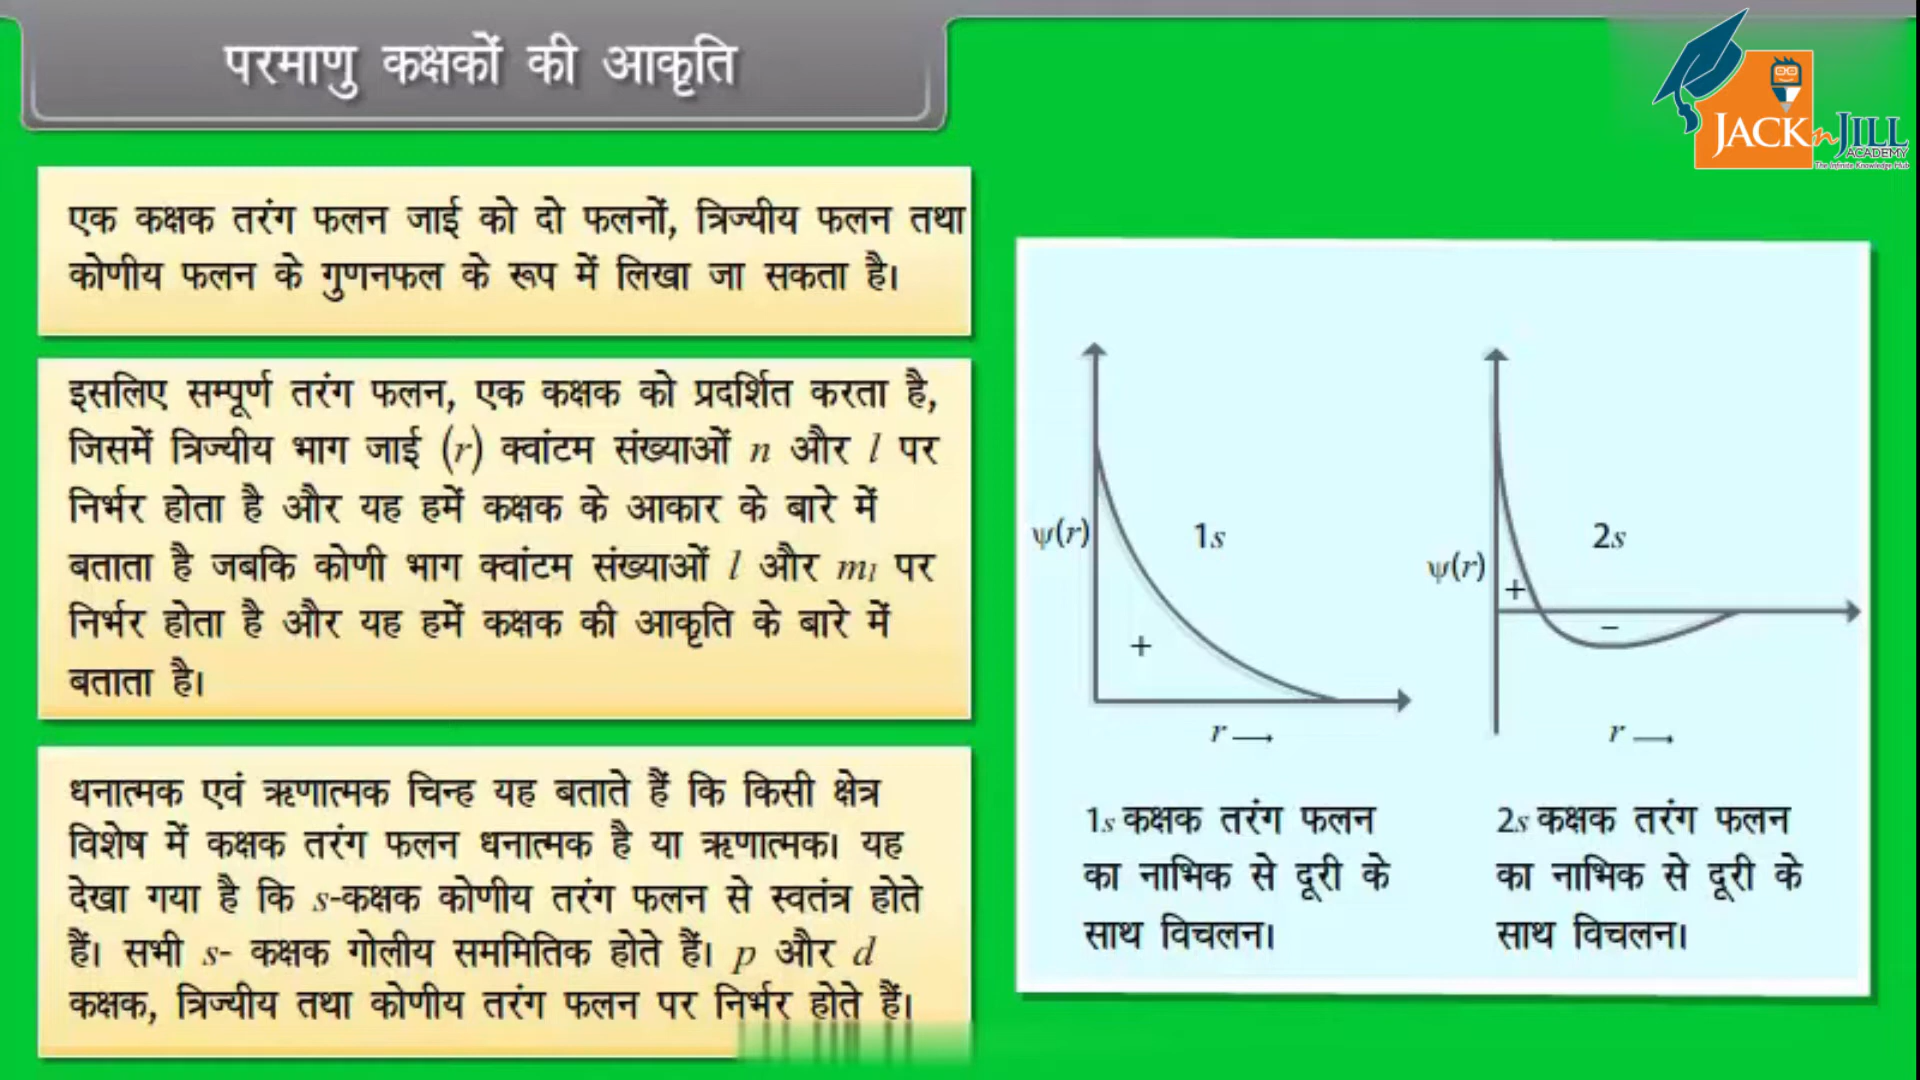 परमाणु कक्षकों की आकृति
JACK n JILL
ACADEMY
The Infinite Knowledge Hub
एक कक्षक तरंग फलन जाई को दो फलनों, त्रिज्यीय फलन तथा
कोणीय फलन के गुणनफल के रूप में लिखा जा सकता है।
इसलिए सम्पूर्ण तरंग फलन, एक कक्षक को प्रदर्शित करता है,
जिसमें त्रिज्यीय भाग जाई (r) क्वांटम संख्याओं n और l पर
निर्भर होता है और यह हमें कक्षक के आकार के बारे में
बताता है जबकि कोणी भाग क्वांटम संख्याओं l और mₗ पर
निर्भर होता है और यह हमें कक्षक की आकृति के बारे में
बताता है।
धनात्मक एवं ऋणात्मक चिन्ह यह बताते हैं कि किसी क्षेत्र
विशेष में कक्षक तरंग फलन धनात्मक है या ऋणात्मक। यह
देखा गया है कि s-कक्षक कोणीय तरंग फलन से स्वतंत्र होते
हैं। सभी s- कक्षक गोलीय सममितिक होते हैं। p और d
कक्षक, त्रिज्यीय तथा कोणीय तरंग फलन पर निर्भर होते हैं।
ψ(r)
1s
+
r →
ψ(r)
2s
+
−
r →
1s कक्षक तरंग फलन
का नाभिक से दूरी के
साथ विचलन।
2s कक्षक तरंग फलन
का नाभिक से दूरी के
साथ विचलन।